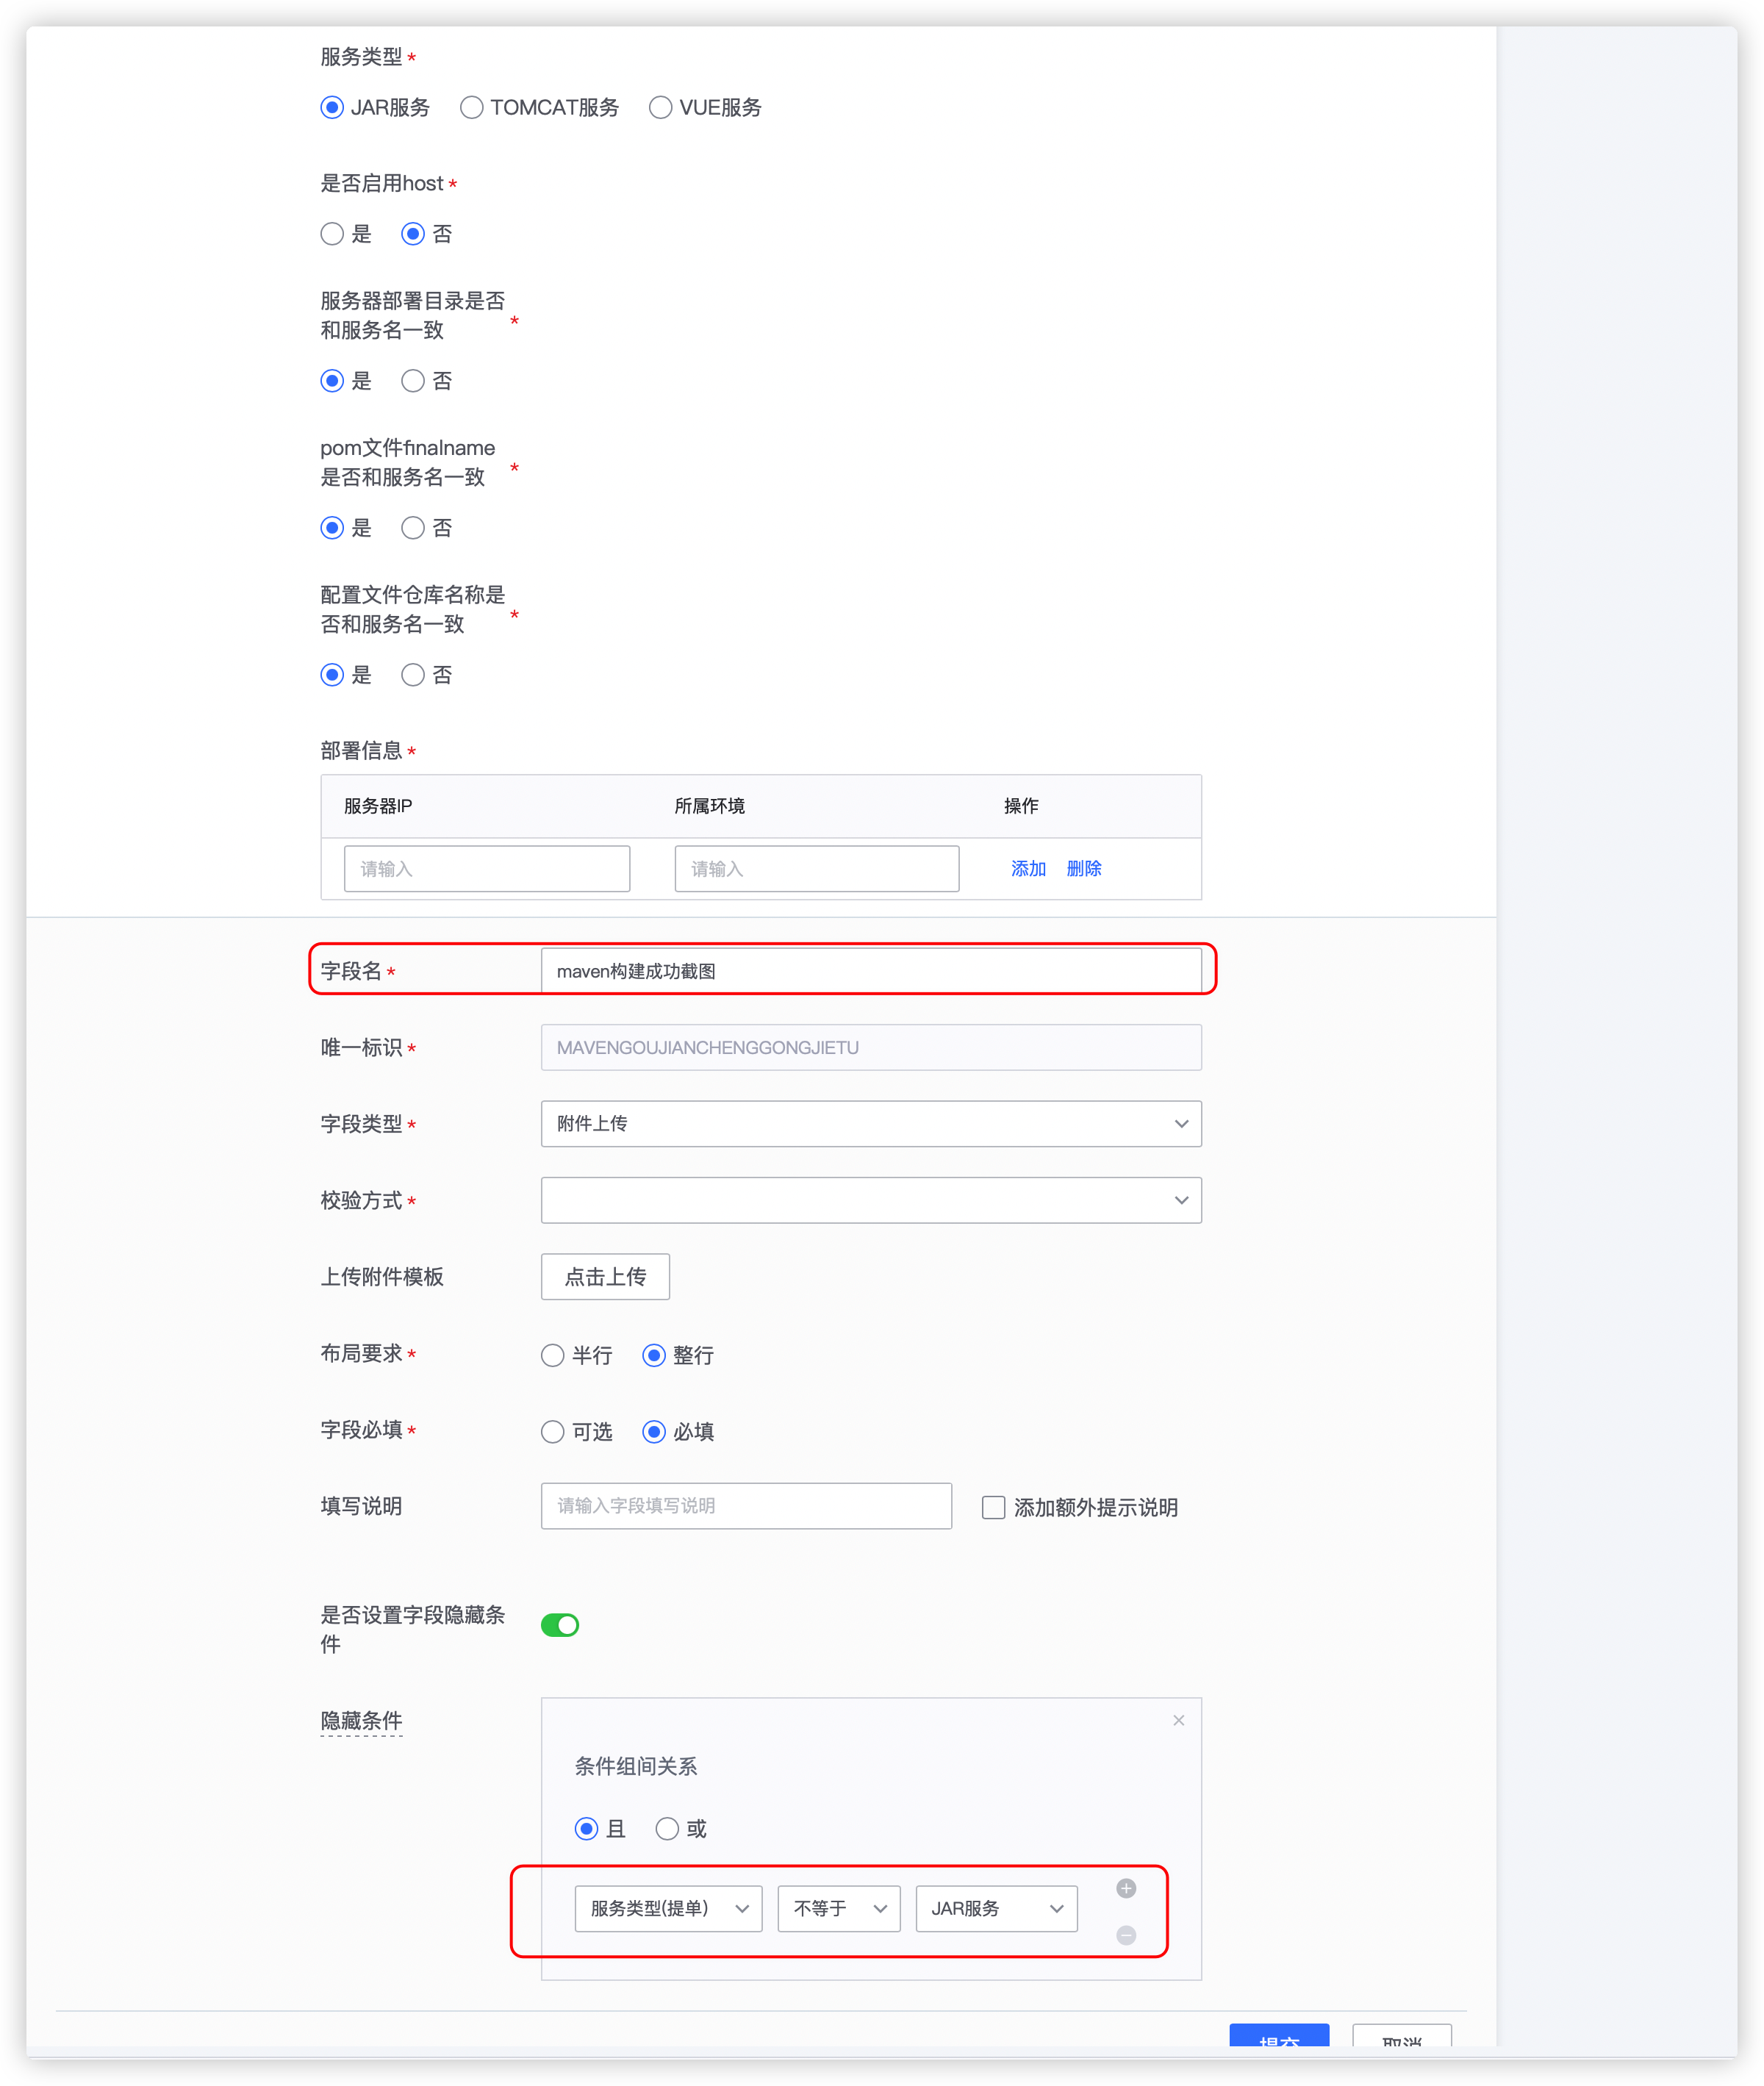 服务类型*
JAR服务 TOMCAT服务 VUE服务
是否启用host*
是 否
服务器部署目录是否
和服务名一致*
是 否
pom文件finalname
是否和服务名一致*
是 否
配置文件仓库名称是
否和服务名一致*
是 否
部署信息*
服务器IP 所属环境 操作
请输入 请输入 添加 删除
字段名* maven构建成功截图
唯一标识* MAVENGOUJIANCHENGGONGJIETU
字段类型* 附件上传
校验方式*
上传附件模板 点击上传
布局要求* 半行 整行
字段必填* 可选 必填
填写说明 请输入字段填写说明 添加额外提示说明
是否设置字段隐藏条
件
隐藏条件
条件组间关系
且 或
服务类型(提单) 不等于 JAR服务
提交 取消